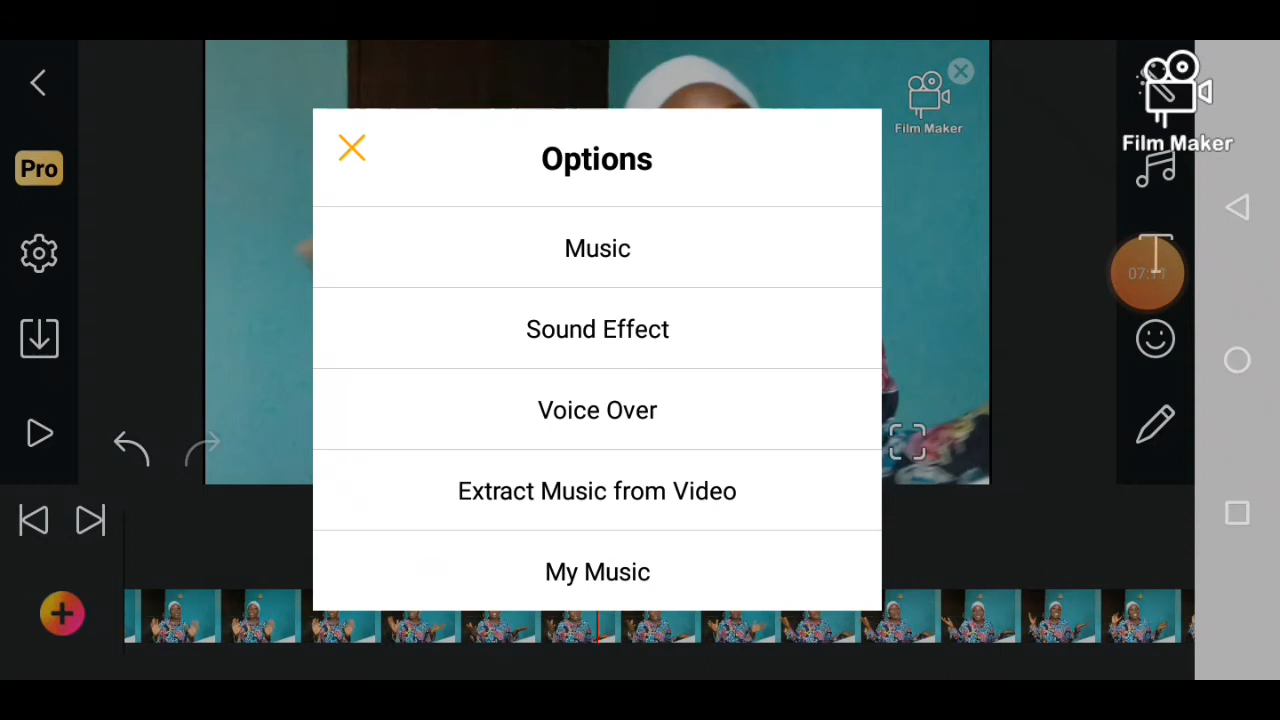 Options
Music
Sound Effect
Voice Over
Extract Music from Video
My Music
Pro
Film Maker
Film Maker